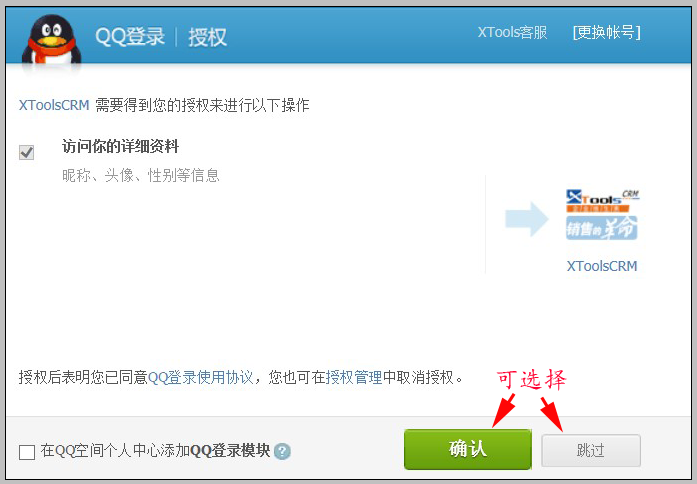 QQ登录 | 授权
XTools客服 [更换帐号]
XToolsCRM 需要得到您的授权来进行以下操作
访问你的详细资料
昵称、头像、性别等信息
XTools CRM
销售的革命
XToolsCRM
授权后表明您已同意QQ登录使用协议，您也可在授权管理中取消授权。
可选择
在QQ空间个人中心添加QQ登录模块 ?
确认
跳过